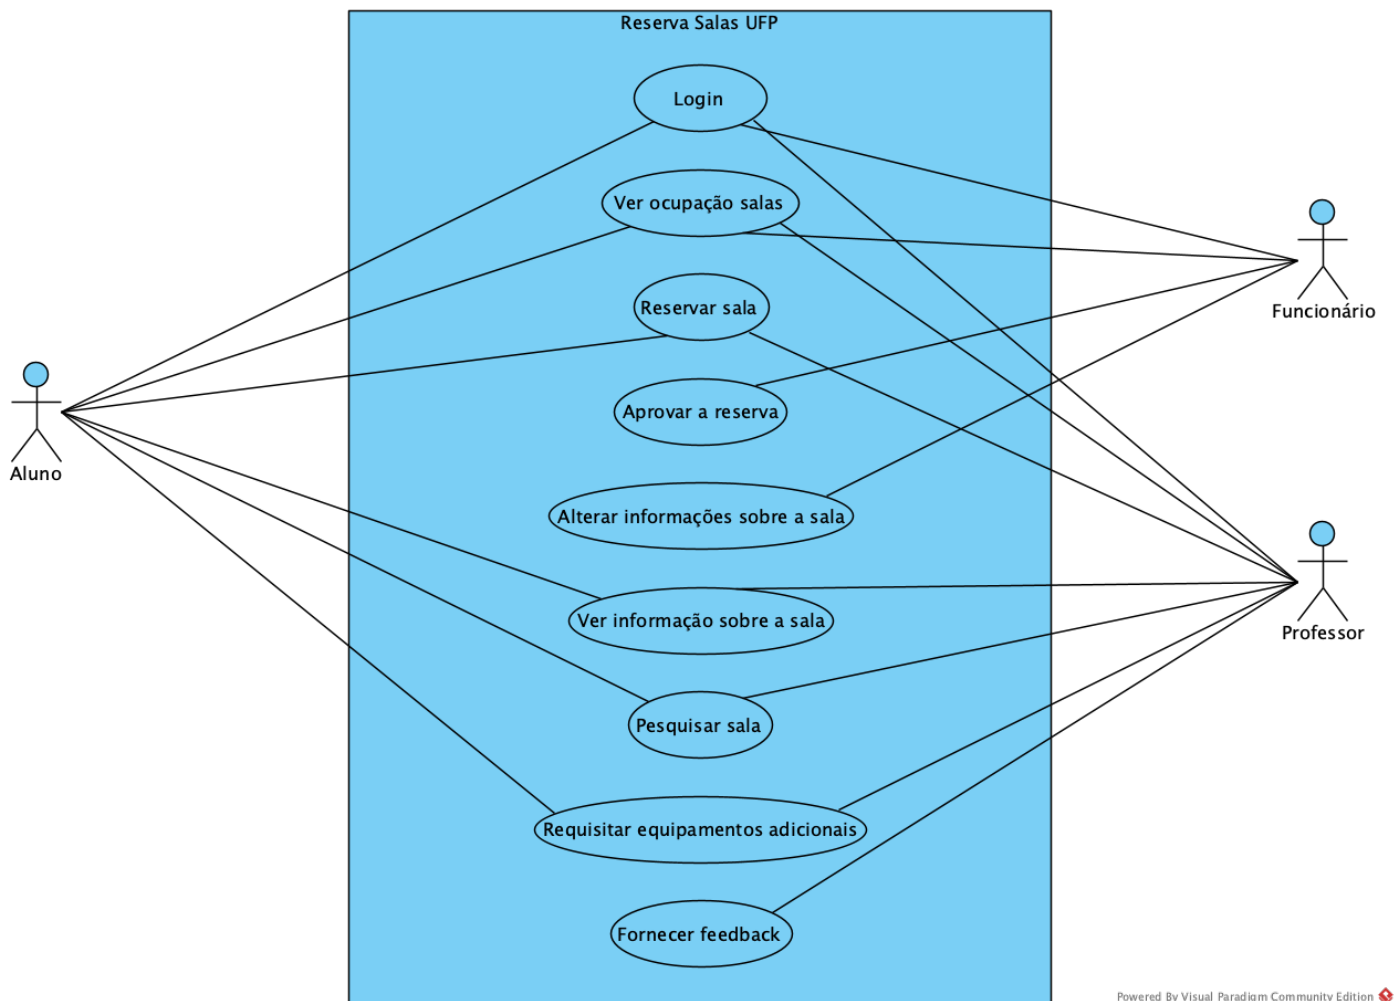 Reserva Salas UFP
Login
Ver ocupação salas
Reservar sala
Aprovar a reserva
Alterar informações sobre a sala
Ver informação sobre a sala
Pesquisar sala
Requisitar equipamentos adicionais
Fornecer feedback
Aluno
Funcionário
Professor
Powered By Visual Paradigm Community Edition